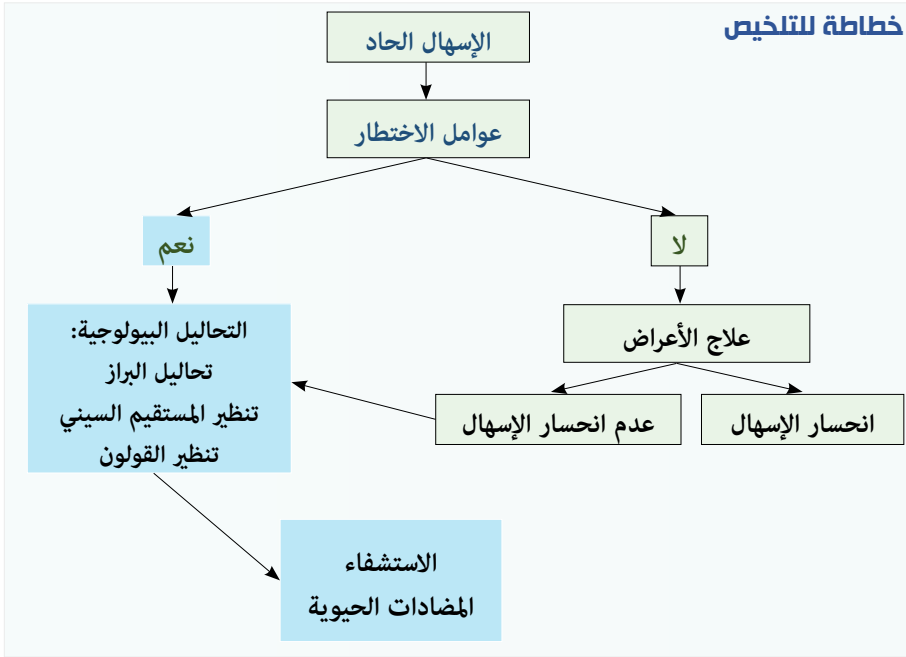 خطاطة للتلخيص
الإسهال الحاد
عوامل الاختطار
لا
نعم
علاج الأعراض
التحاليل البيولوجية:
تحاليل البراز
تنظير المستقيم السيني
تنظير القولون
انحسار الإسهال
عدم انحسار الإسهال
الاستشفاء
المضادات الحيوية